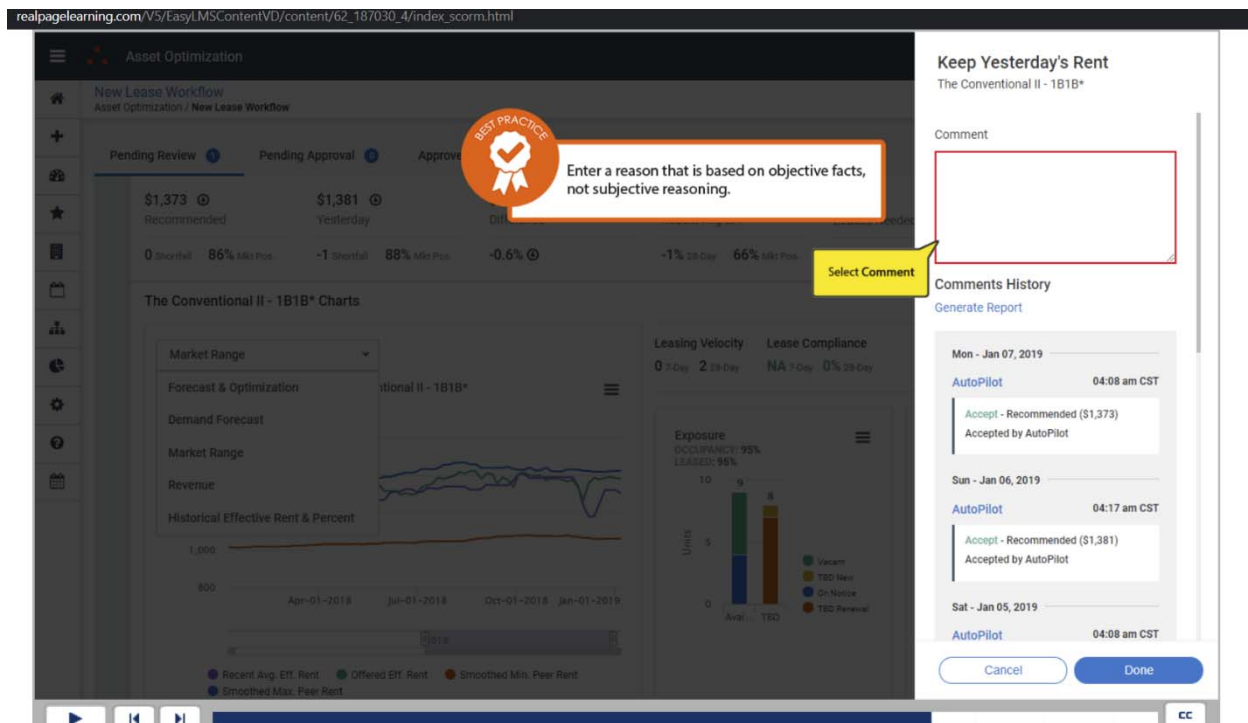 realpagelearning.com/V5/EasyLMSContentVD/content/62_187030_4/index_scorm.html
Asset Optimization
New Lease Workflow
Asset Optimization / New Lease Workflow
Pending Review 1 Pending Approval 0 Approve
$1,373 $1,381
Recommended Yesterday
0 Shortfall 86% Mkt Pos. -1 Shortfall 88% Mkt Pos. -0.6% -1% 28-Day 66% Mkt Pos.
BEST PRACTICE
Enter a reason that is based on objective facts,
not subjective reasoning.
Select Comment
The Conventional II - 1B1B* Charts
Market Range
Forecast & Optimization
Demand Forecast
Market Range
Revenue
Historical Effective Rent & Percent
1,000
800
Apr-01-2018 Jul-01-2018 Oct-01-2018 Jan-01-2019
2018
Recent Avg. Eff. Rent Offered Eff. Rent Smoothed Min. Peer Rent
Smoothed Max. Peer Rent
Leasing Velocity Lease Compliance
0 7-Day 2 28-Day NA 7-Day 0% 28-Day
Exposure
OCCUPANCY: 95%
LEASED: 95%
10
9
8
Units
5
0
Avai... TBD
Vacant
TBD New
On Notice
TBD Renewal
Keep Yesterday's Rent
The Conventional II - 1B1B*
Comment
Comments History
Generate Report
Mon - Jan 07, 2019
AutoPilot 04:08 am CST
Accept - Recommended ($1,373)
Accepted by AutoPilot
Sun - Jan 06, 2019
AutoPilot 04:17 am CST
Accept - Recommended ($1,381)
Accepted by AutoPilot
Sat - Jan 05, 2019
AutoPilot 04:08 am CST
Cancel Done
CC